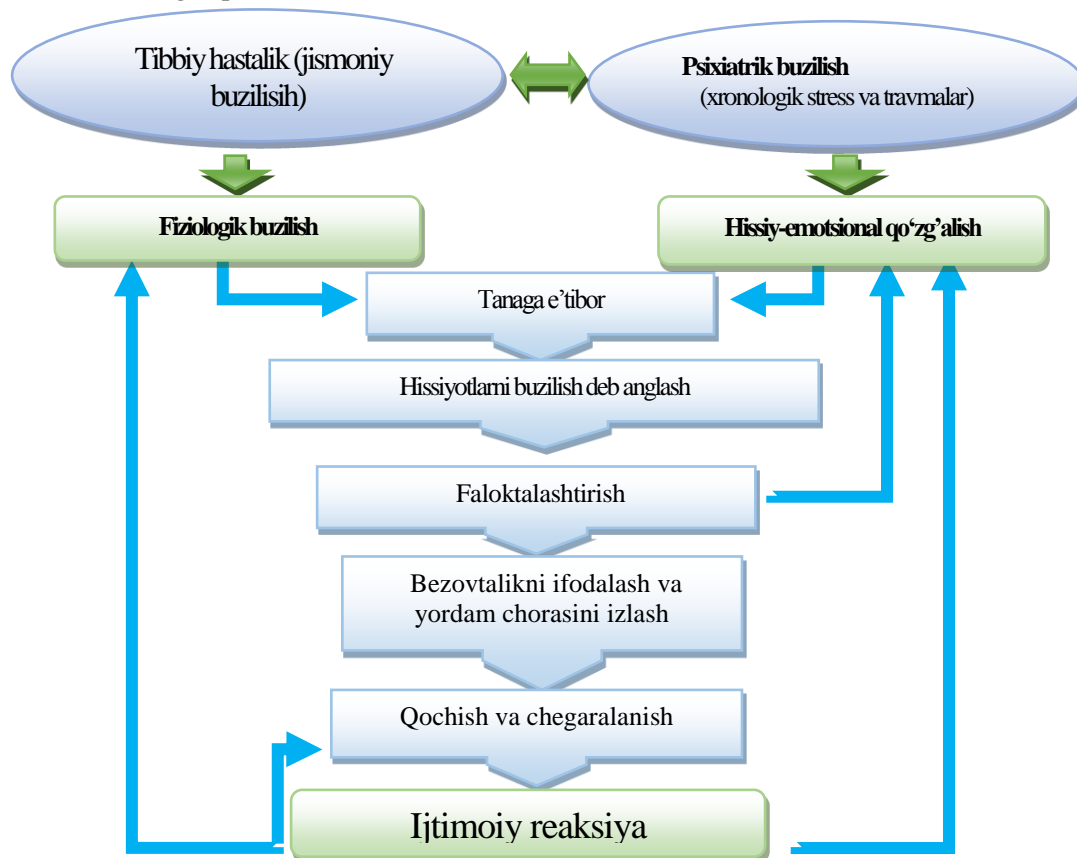 Tibbiy hastalik (jismoniy
buzilisih)
Psixiatrik buzilish
(xronologik stress va travmalar)
Fiziologik buzilish
Hissiy-emotsional qo‘zg’alish
Tanaga e’tibor
Hissiyotlarni buzilish deb anglash
Faloktalashtirish
Bezovtalikni ifodalash va
yordam chorasini izlash
Qochish va chegaralanish
Ijtimoiy reaksiya